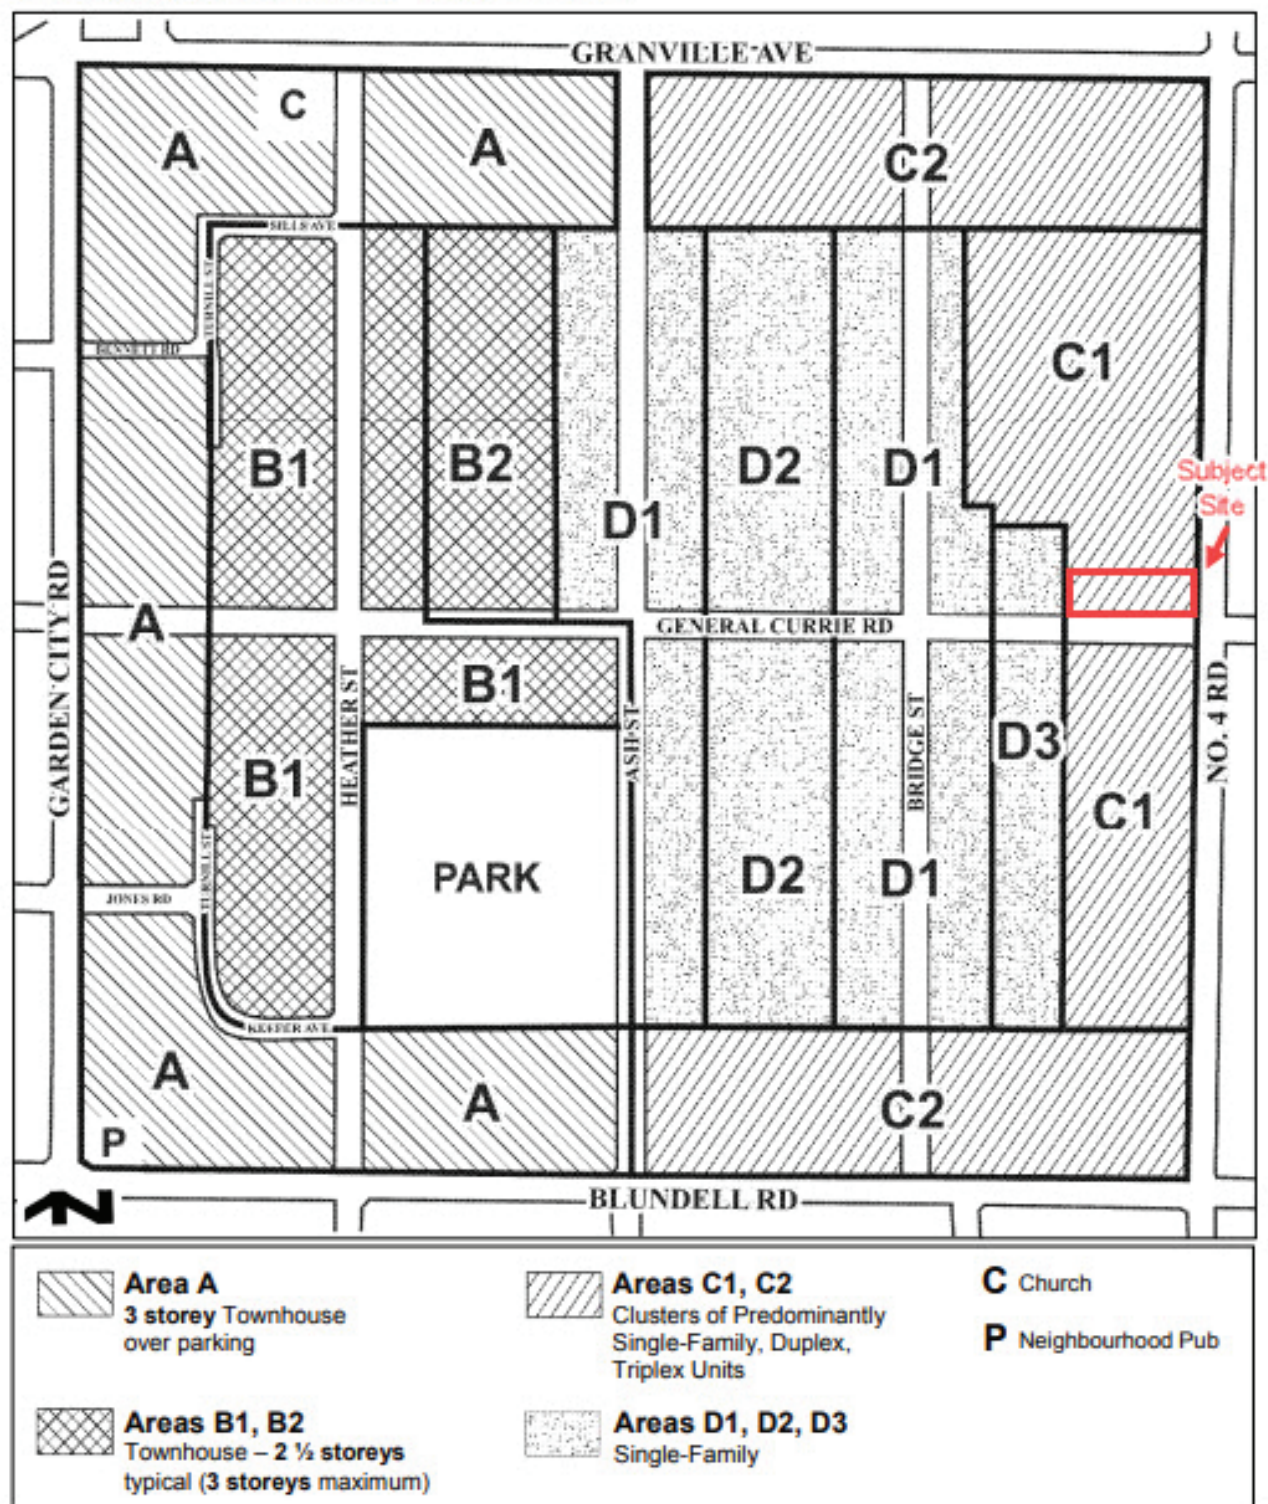 GRANVILLE AVE
C
A
A
C2
SILLS AVE
TURNILL ST
BENNETT RD
C1
B1
B2
D2
D1
Subject
Site
D1
GARDEN CITY RD
A
GENERAL CURRIE RD
B1
HEATHER ST
ASH ST
BRIDGE ST
NO. 4 RD
D3
B1
C1
PARK
D2
D1
TURNILL ST
JONES RD
KEEFER AVE
A
A
C2
P
N
BLUNDELL RD
Area A
3 storey Townhouse
over parking
Areas B1, B2
Townhouse – 2 ½ storeys
typical (3 storeys maximum)
Areas C1, C2
Clusters of Predominantly
Single-Family, Duplex,
Triplex Units
Areas D1, D2, D3
Single-Family
C Church
P Neighbourhood Pub